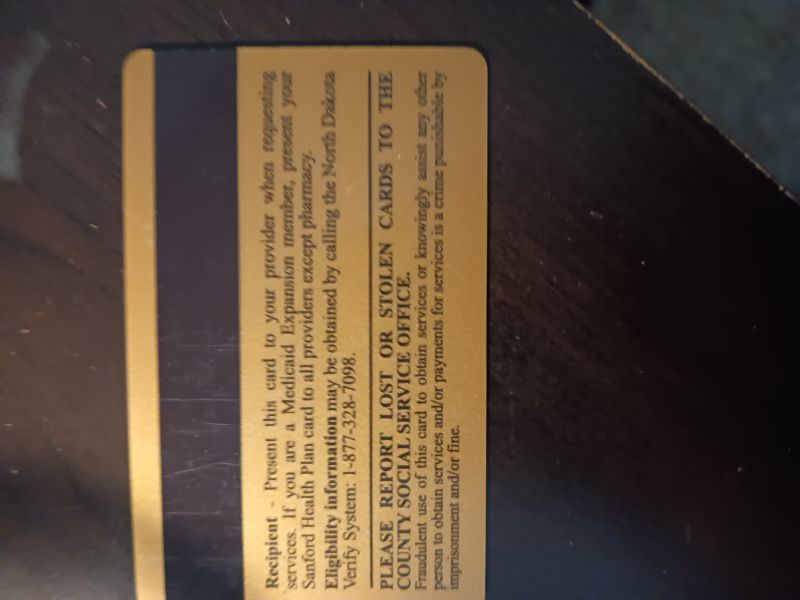 Recipient - Present this card to your provider when requesting
services. If you are a Medicaid Expansion member, present your
Sanford Health Plan card to all providers except pharmacy.
Eligibility information may be obtained by calling the North Dakota
Verify System: 1-877-328-7098.
PLEASE REPORT LOST OR STOLEN CARDS TO THE
COUNTY SOCIAL SERVICE OFFICE.
Fraudulent use of this card to obtain services or knowingly assist any other
person to obtain services and/or payments for services is a crime punishable by
imprisonment and/or fine.